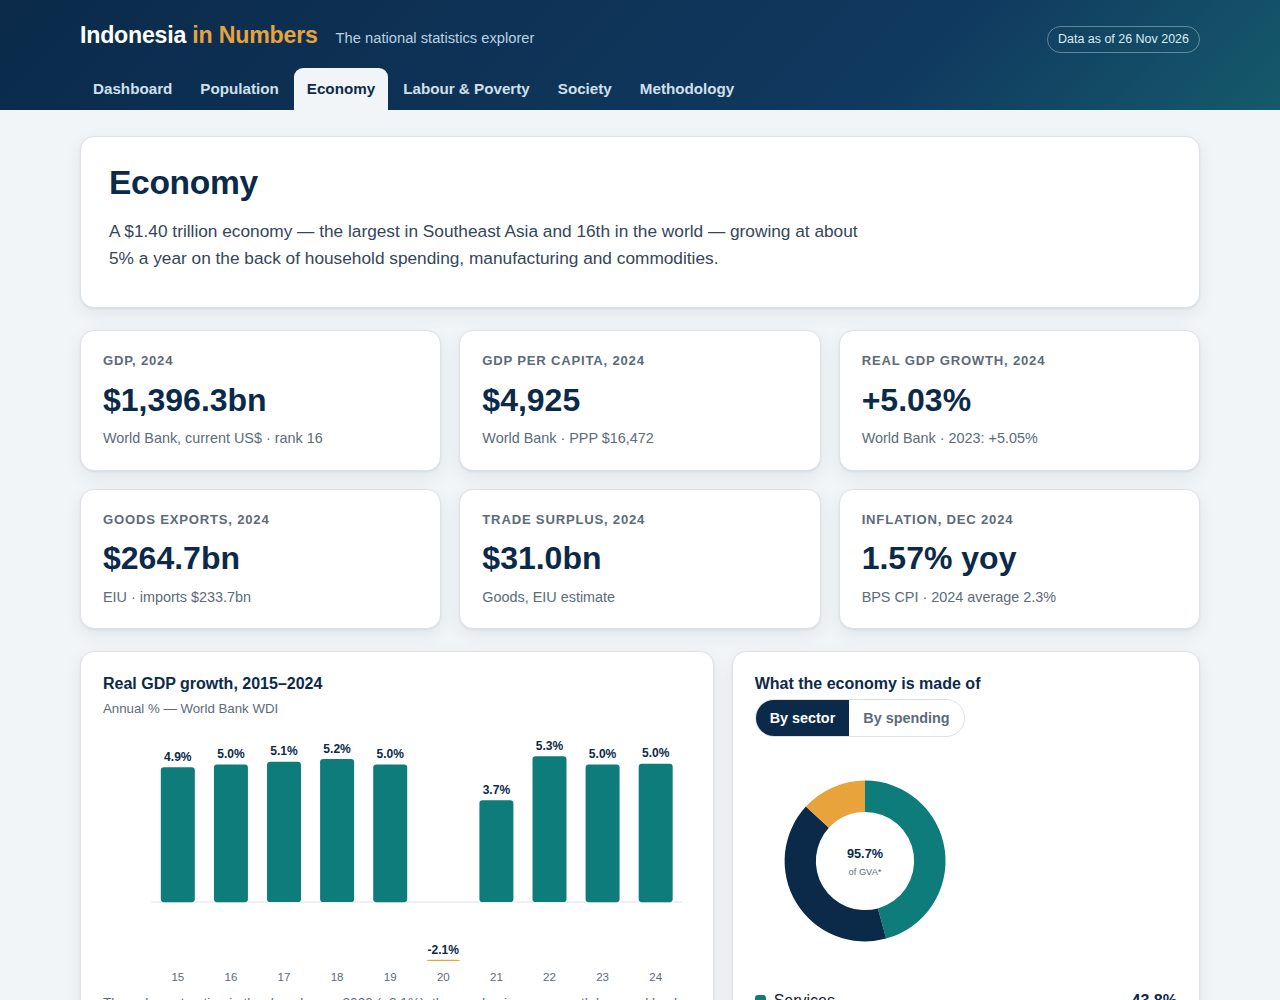 Indonesia in Numbers The national statistics explorer
Data as of 26 Nov 2026
Dashboard Population Economy Labour & Poverty Society Methodology
Economy
A $1.40 trillion economy — the largest in Southeast Asia and 16th in the world — growing at about
5% a year on the back of household spending, manufacturing and commodities.
GDP, 2024
$1,396.3bn
World Bank, current US$ · rank 16
GDP PER CAPITA, 2024
$4,925
World Bank · PPP $16,472
REAL GDP GROWTH, 2024
+5.03%
World Bank · 2023: +5.05%
GOODS EXPORTS, 2024
$264.7bn
EIU · imports $233.7bn
TRADE SURPLUS, 2024
$31.0bn
Goods, EIU estimate
INFLATION, DEC 2024
1.57% yoy
BPS CPI · 2024 average 2.3%
Real GDP growth, 2015–2024
Annual % — World Bank WDI
4.9% 5.0% 5.1% 5.2% 5.0% -2.1% 3.7% 5.3% 5.0% 5.0%
15 16 17 18 19 20 21 22 23 24
What the economy is made of
By sector By spending
95.7%
of GVA*
Services 43.8%